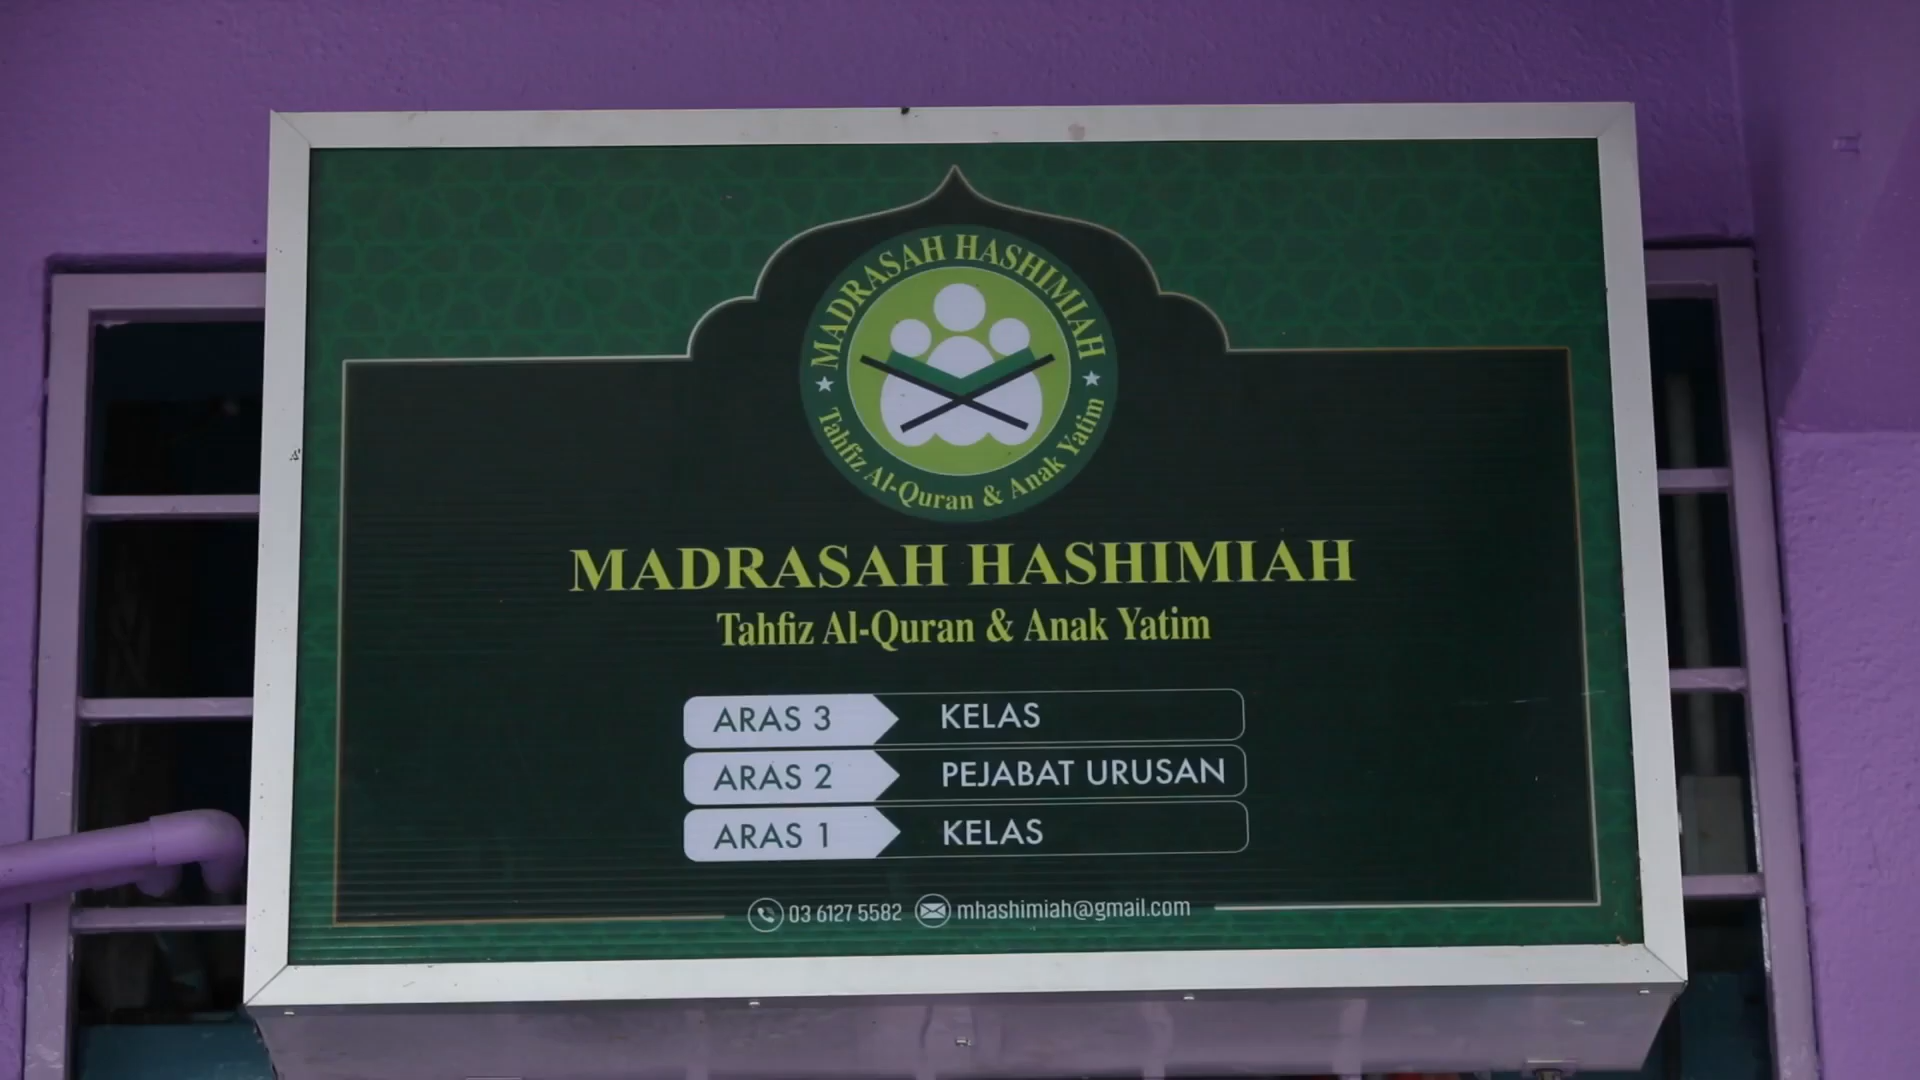 MADRASAH HASHIMIAH
Tahfiz Al-Quran & Anak Yatim
MADRASAH HASHIMIAH
Tahfiz Al-Quran & Anak Yatim
ARAS 3 KELAS
ARAS 2 PEJABAT URUSAN
ARAS 1 KELAS
03 6127 5582 mhashimiah@gmail.com